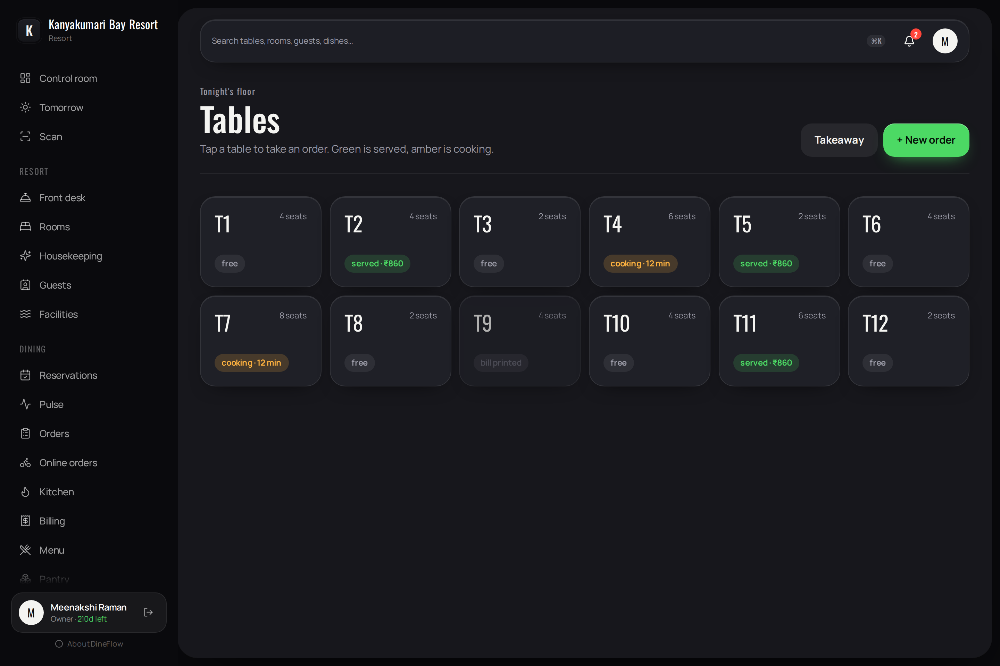 K
Kanyakumari Bay Resort
Resort
Control room
Tomorrow
Scan
RESORT
Front desk
Rooms
Housekeeping
Guests
Facilities
DINING
Reservations
Pulse
Orders
Online orders
Kitchen
Billing
Menu
Pantry
M
Meenakshi Raman
Owner · 210d left
About DineFlow
Search tables, rooms, guests, dishes...
⌘K
2
M
Tonight's floor
Tables
Tap a table to take an order. Green is served, amber is cooking.
Takeaway
+ New order
T1
4 seats
free
T2
4 seats
served · ₹860
T3
2 seats
free
T4
6 seats
cooking · 12 min
T5
2 seats
served · ₹860
T6
4 seats
free
T7
8 seats
cooking · 12 min
T8
2 seats
free
T9
4 seats
bill printed
T10
4 seats
free
T11
6 seats
served · ₹860
T12
2 seats
free